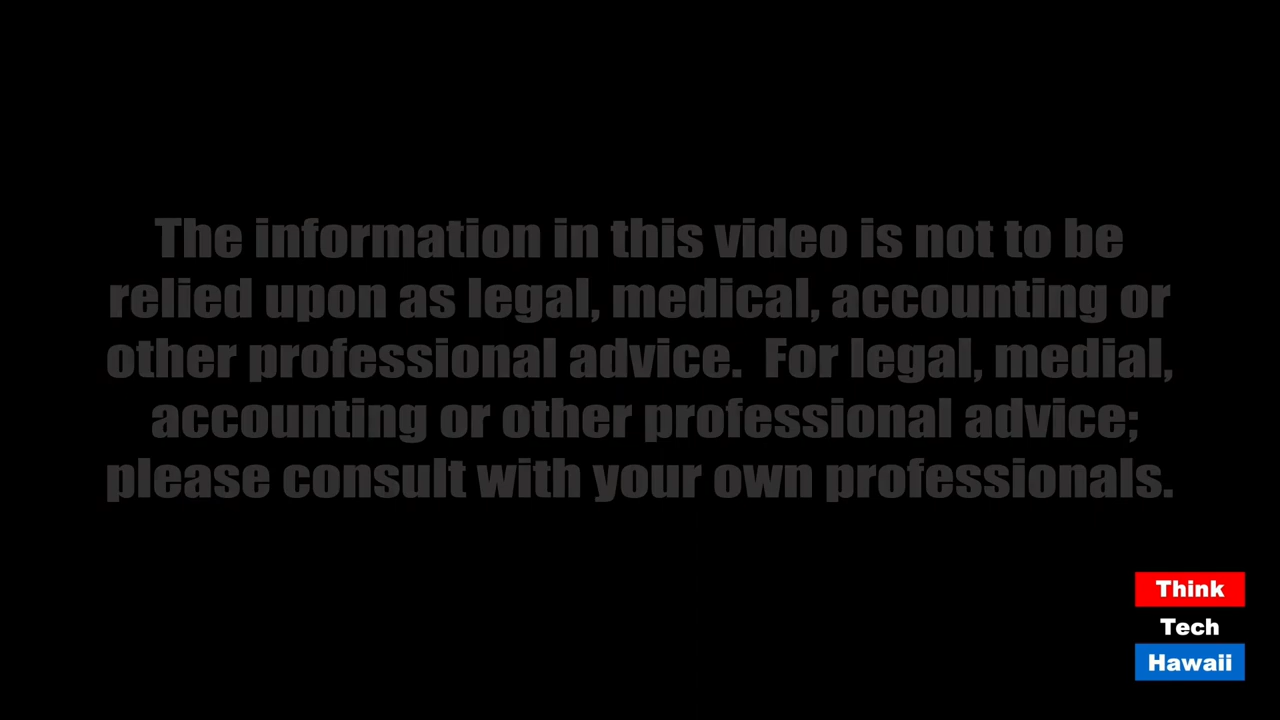 The information in this video is not to be
relied upon as legal, medical, accounting or
other professional advice.  For legal, medial,
accounting or other professional advice;
please consult with your own professionals.
Think
Tech
Hawaii